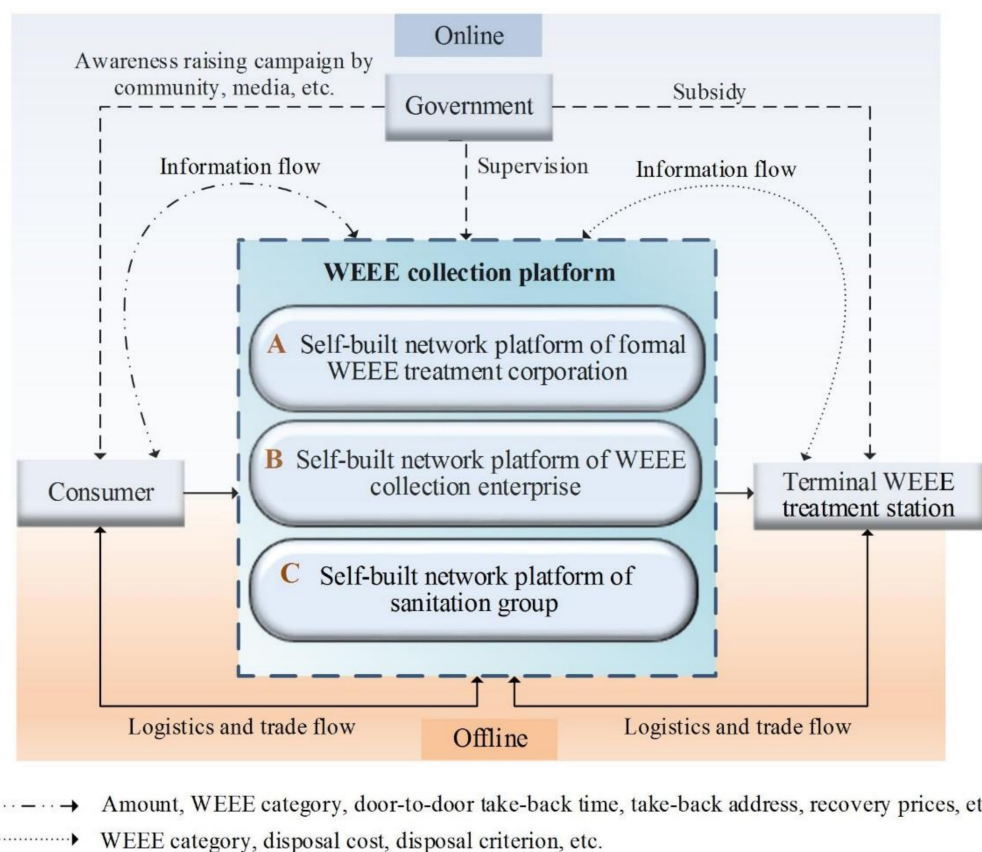 Online
Awareness raising campaign by
community, media, etc.
Government
Subsidy
Information flow
Supervision
Information flow
WEEE collection platform
A Self-built network platform of formal
WEEE treatment corporation
B Self-built network platform of WEEE
collection enterprise
C Self-built network platform of
sanitation group
Consumer
Terminal WEEE
treatment station
Logistics and trade flow
Offline
Logistics and trade flow
Amount, WEEE category, door-to-door take-back time, take-back address, recovery prices, et
WEEE category, disposal cost, disposal criterion, etc.